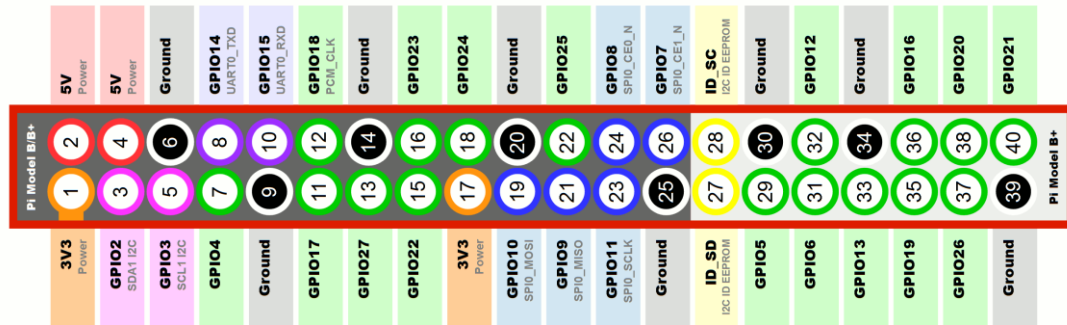 Pi Model B/B+
3V3
Power
1
2
5V
Power
GPIO2
SDA1 I2C
3
4
5V
Power
GPIO3
SCL1 I2C
5
6
Ground
GPIO4
7
8
GPIO14
UART0_TXD
Ground
9
10
GPIO15
UART0_RXD
GPIO17
11
12
GPIO18
PCM_CLK
GPIO27
13
14
Ground
GPIO22
15
16
GPIO23
3V3
Power
17
18
GPIO24
GPIO10
SPI0_MOSI
19
20
Ground
GPIO9
SPI0_MISO
21
22
GPIO25
GPIO11
SPI0_SCLK
23
24
GPIO8
SPI0_CE0_N
Ground
25
26
GPIO7
SPI0_CE1_N
ID_SD
I2C ID EEPROM
27
28
ID_SC
I2C ID EEPROM
GPIO5
29
30
Ground
GPIO6
31
32
GPIO12
GPIO13
33
34
Ground
GPIO19
35
36
GPIO16
GPIO26
37
38
GPIO20
Ground
39
40
GPIO21
Pi Model B+